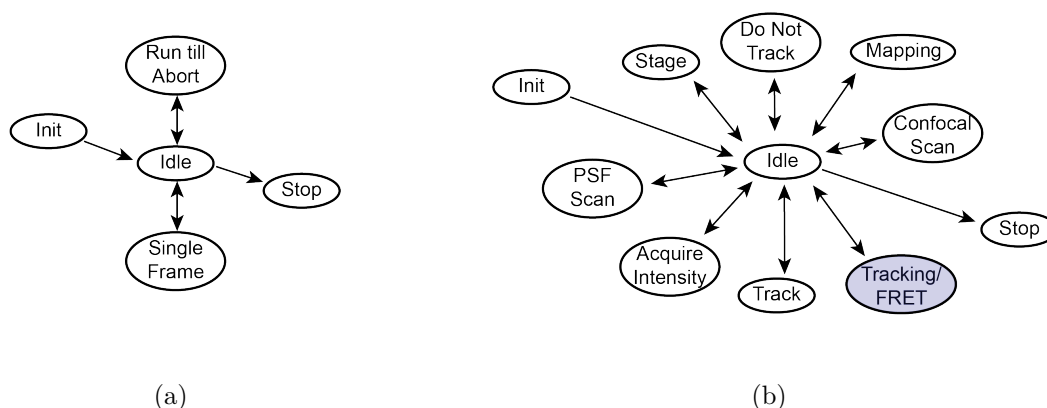 Run till
Abort
Init
Idle
Stop
Single
Frame
(a)
Do Not
Track
Stage
Mapping
Init
Confocal
Scan
Idle
PSF
Scan
Stop
Acquire
Intensity
Track
Tracking/
FRET
(b)